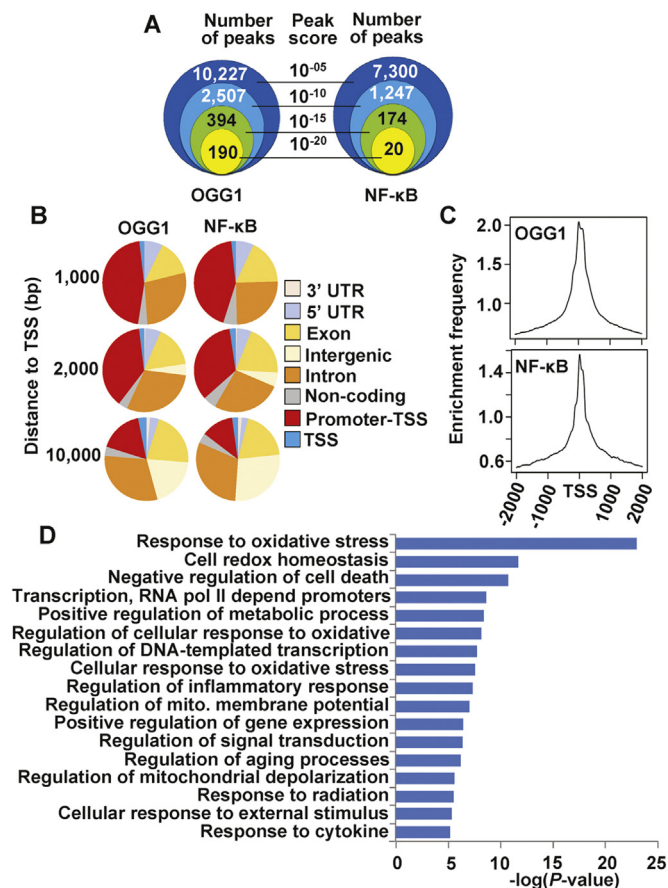 A
Number of peaks
Peak score
Number of peaks
10,227
10⁻⁰⁵
7,300
2,507
10⁻¹⁰
1,247
394
10⁻¹⁵
174
190
10⁻²⁰
20
OGG1
NF-κB
B
OGG1
NF-κB
Distance to TSS (bp)
1,000
2,000
10,000
3' UTR
5' UTR
Exon
Intergenic
Intron
Non-coding
Promoter-TSS
TSS
C
Enrichment frequency
OGG1
2.0
1.5
1.0
NF-κB
1.4
1.0
0.6
-2000
-1000
TSS
1000
2000
D
Response to oxidative stress
Cell redox homeostasis
Negative regulation of cell death
Transcription, RNA pol II depend promoters
Positive regulation of metabolic process
Regulation of cellular response to oxidative
Regulation of DNA-templated transcription
Cellular response to oxidative stress
Regulation of inflammatory response
Regulation of mito. membrane potential
Positive regulation of gene expression
Regulation of signal transduction
Regulation of aging processes
Regulation of mitochondrial depolarization
Response to radiation
Cellular response to external stimulus
Response to cytokine
0 5 10 15 20 25
-log(P-value)